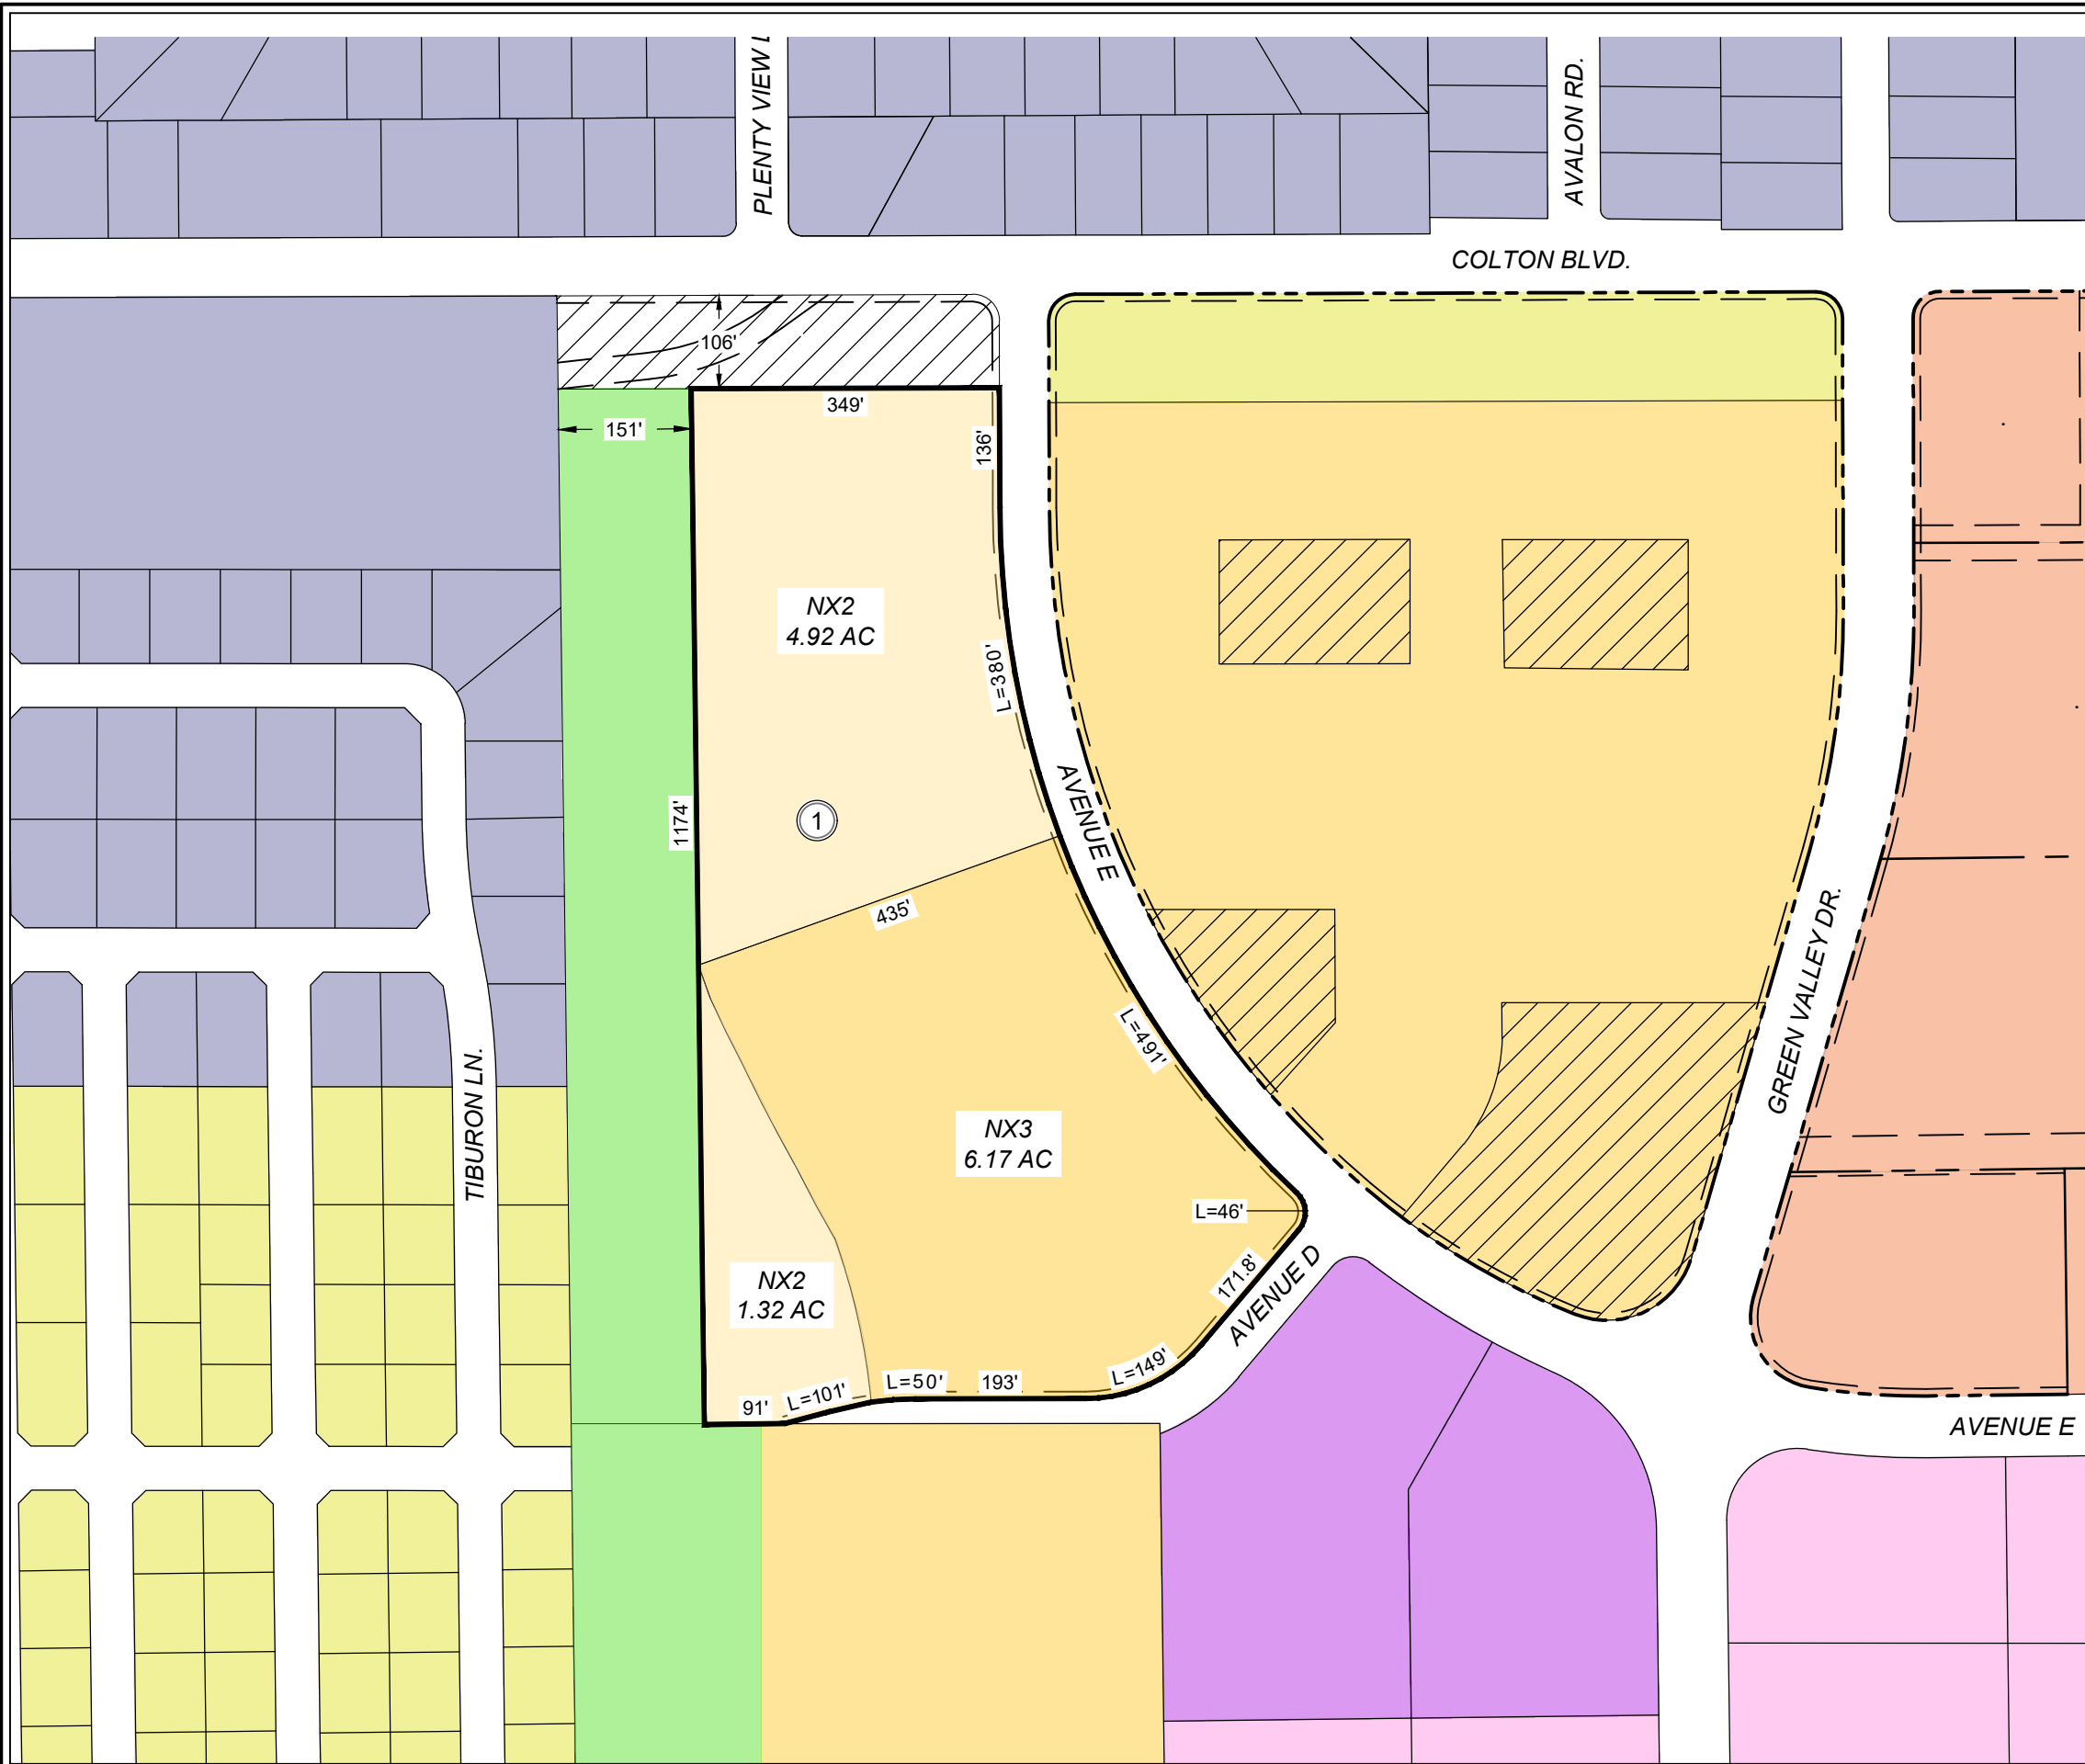 PLENTY VIEW L
AVALON RD.
COLTON BLVD.
106'
349'
151'
136'
NX2
4.92 AC
L=380'
AVENUE E
1174'
1
435'
GREEN VALLEY DR.
L=491'
TIBURON LN.
NX3
6.17 AC
L=46'
171.8'
AVENUE D
NX2
1.32 AC
L=149'
L=50'
193'
L=101'
91'
AVENUE E